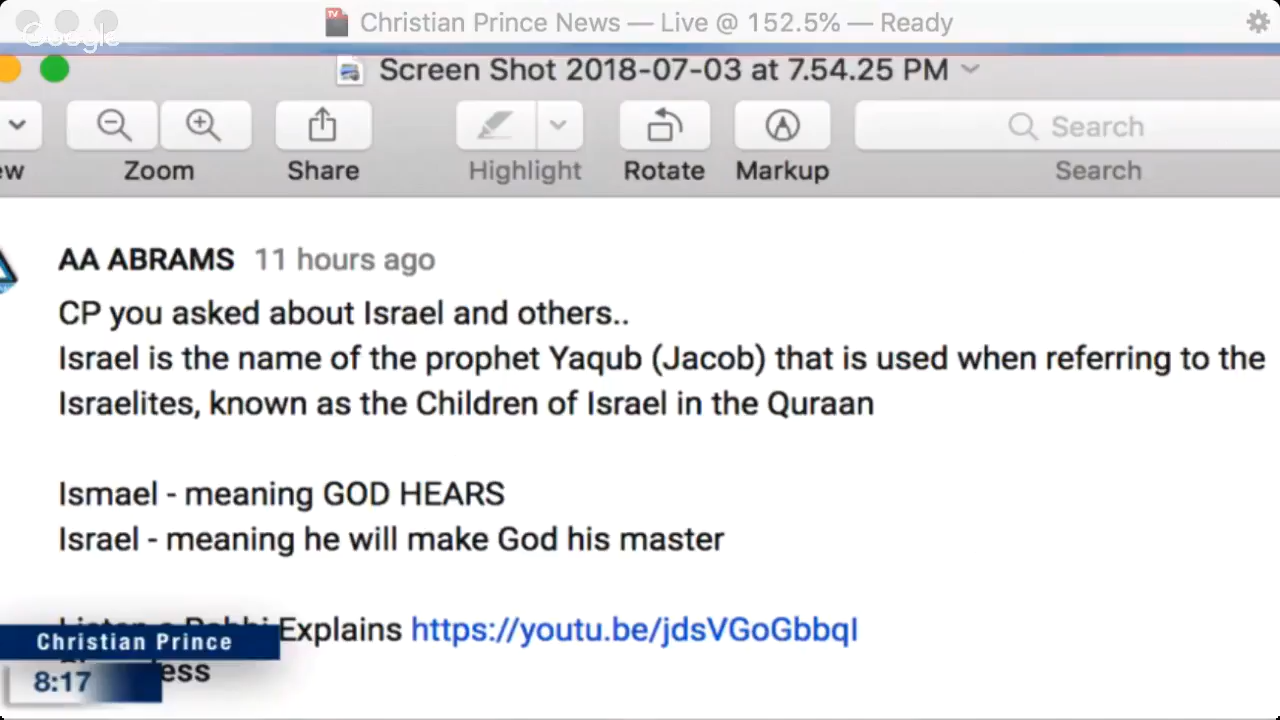 Google
Christian Prince News — Live @ 152.5% — Ready
Screen Shot 2018-07-03 at 7.54.25 PM
Search
Zoom Share Highlight Rotate Markup Search
AA ABRAMS 11 hours ago
CP you asked about Israel and others..
Israel is the name of the prophet Yaqub (Jacob) that is used when referring to the
Israelites, known as the Children of Israel in the Quraan
Ismael - meaning GOD HEARS
Israel - meaning he will make God his master
Explains https://youtu.be/jdsVGoGbbqI
Christian Prince
8:17